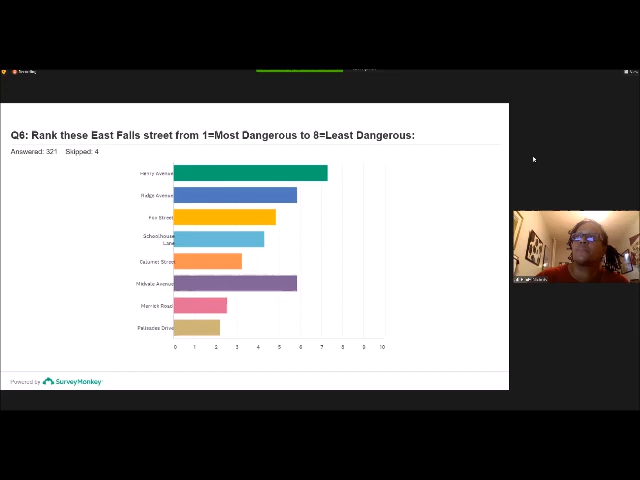 Recording
View
Q6: Rank these East Falls street from 1=Most Dangerous to 8=Least Dangerous:
Answered: 321 Skipped: 4
Henry Avenue
Ridge Avenue
Fox Street
Schoolhouse
Lane
Calumet Street
Midvale Avenue
Merrick Road
Palisades Drive
0 1 2 3 4 5 6 7 8 9 10
Powered by SurveyMonkey